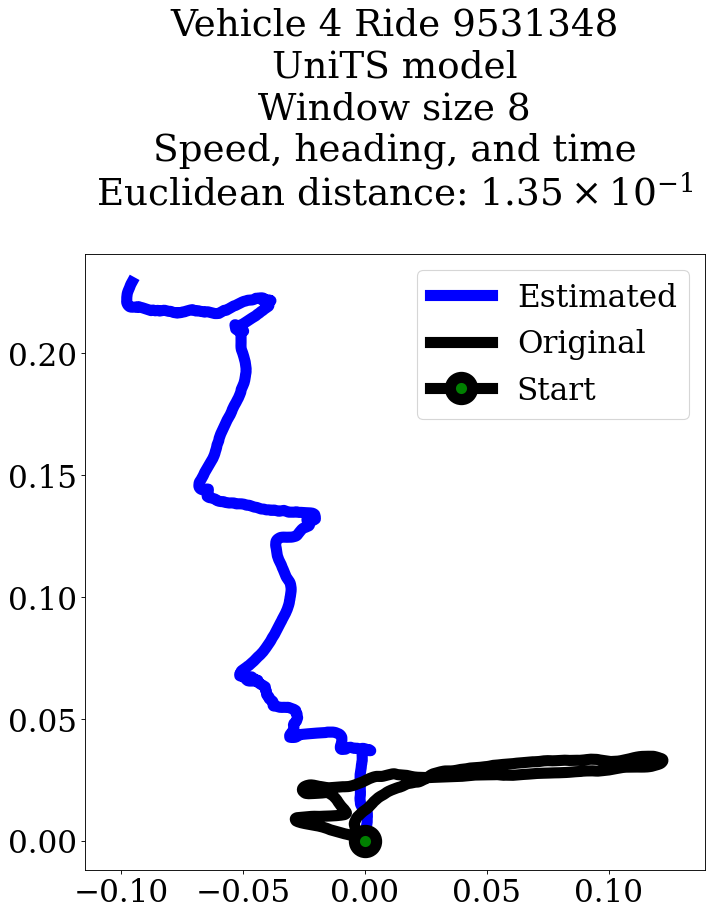 Vehicle 4 Ride 9531348
UniTS model
Window size 8
Speed, heading, and time
Euclidean distance: 1.35 × 10⁻¹
Estimated
Original
Start
0.20
0.15
0.10
0.05
0.00
−0.10 −0.05 0.00 0.05 0.10